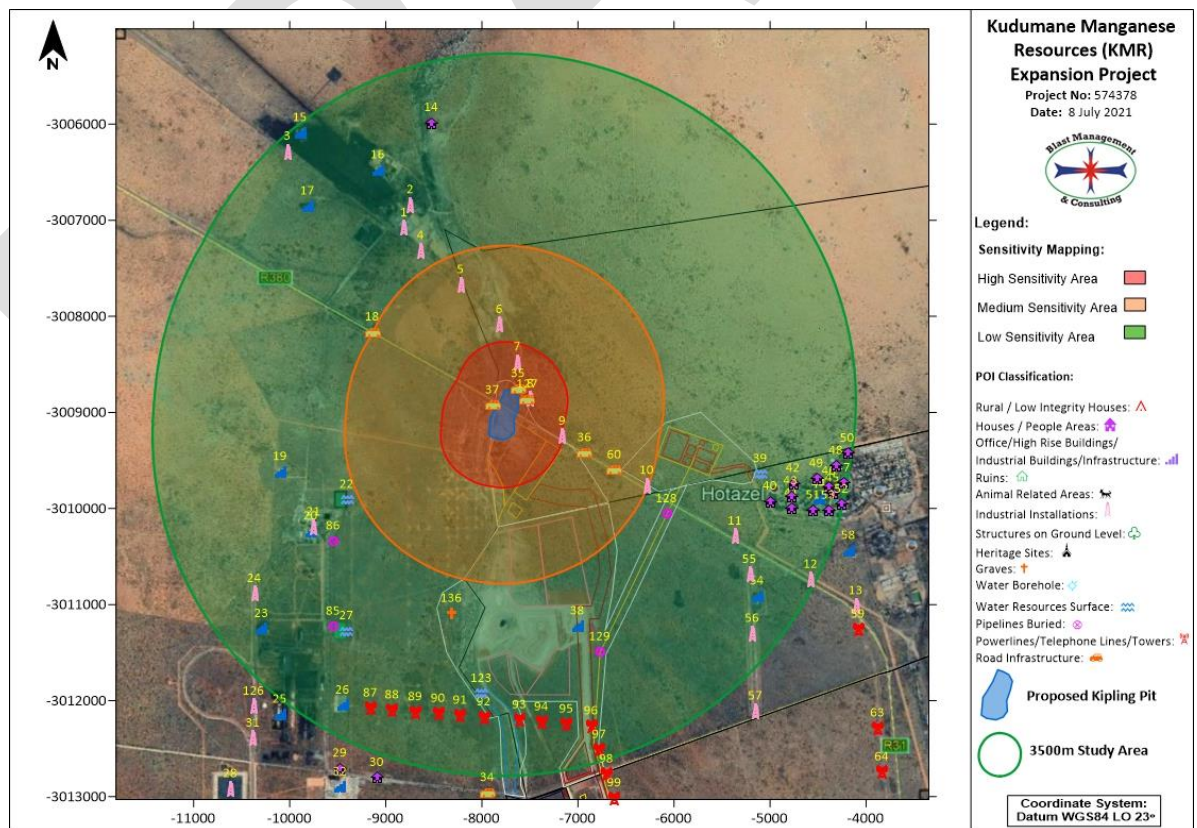 Kudumane Manganese
Resources (KMR)
Expansion Project
Project No: 574378
Date: 8 July 2021
Blast Management
& Consulting
Legend:
Sensitivity Mapping:
High Sensitivity Area
Medium Sensitivity Area
Low Sensitivity Area
POI Classification:
Rural / Low Integrity Houses:
Houses / People Areas:
Office/High Rise Buildings/
Industrial Buildings/Infrastructure:
Ruins:
Animal Related Areas:
Industrial Installations:
Structures on Ground Level:
Heritage Sites:
Graves:
Water Borehole:
Water Resources Surface:
Pipelines Buried:
Powerlines/Telephone Lines/Towers:
Road Infrastructure:
Proposed Kipling Pit
3500m Study Area
Coordinate System:
Datum WGS84 LO 23°
N
-3006000
-3007000
-3008000
-3009000
-3010000
-3011000
-3012000
-3013000
-11000
-10000
-9000
-8000
-7000
-6000
-5000
-4000
14
15
3
16
17
2
1
4
5
R380
6
18
7
35
37
9
36
60
10
128
39
Hotazel
50
48
49
42
43
40
19
22
21
86
11
58
55
12
13
59
24
23
85
27
136
38
129
56
57
126
25
26
31
123
87
88
89
90
91
92
93
94
95
96
97
98
99
63
R31
64
29
30
28
34